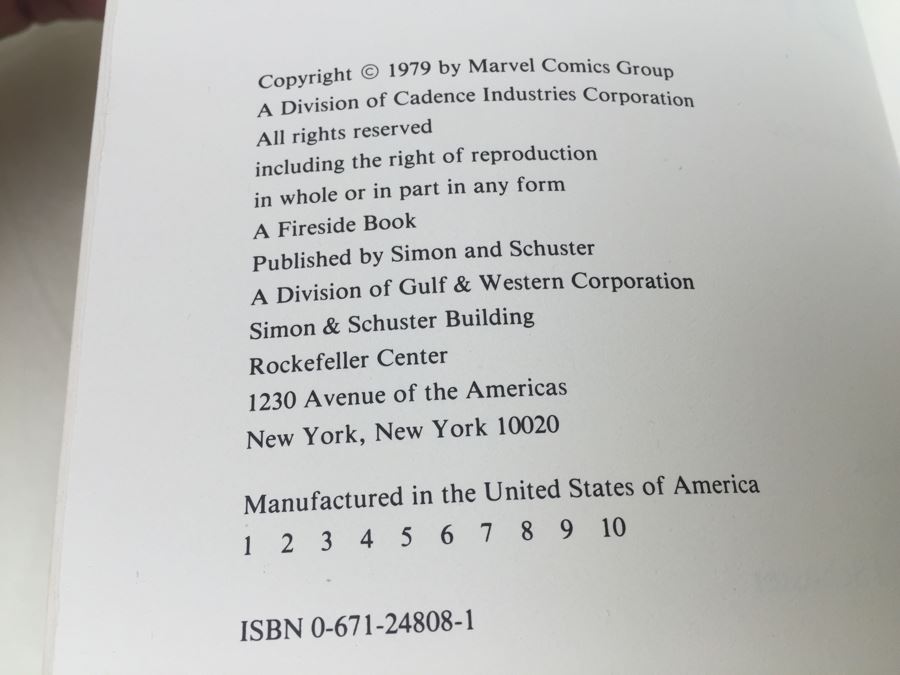 Copyright © 1979 by Marvel Comics Group
A Division of Cadence Industries Corporation
All rights reserved
including the right of reproduction
in whole or in part in any form
A Fireside Book
Published by Simon and Schuster
A Division of Gulf & Western Corporation
Simon & Schuster Building
Rockefeller Center
1230 Avenue of the Americas
New York, New York 10020
Manufactured in the United States of America
1 2 3 4 5 6 7 8 9 10
ISBN 0-671-24808-1